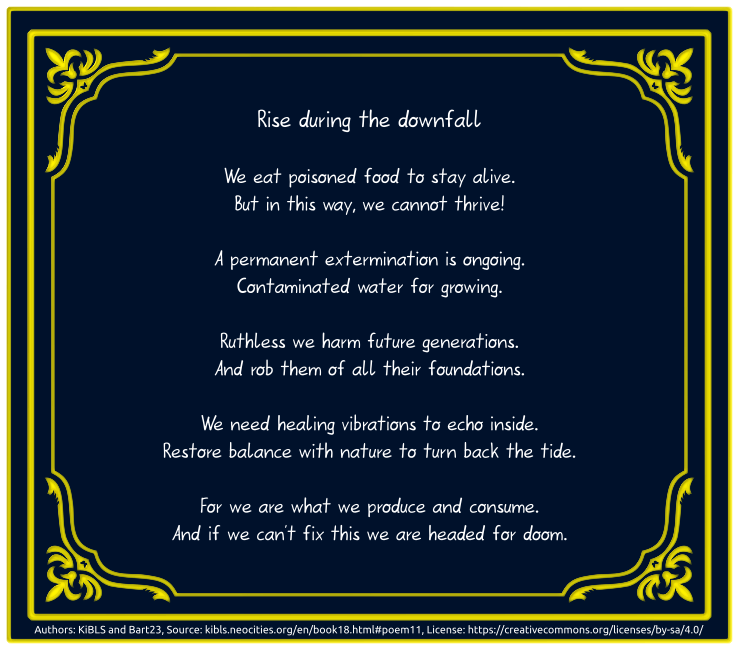 Rise during the downfall
We eat poisoned food to stay alive.
But in this way, we cannot thrive!
A permanent extermination is ongoing.
Contaminated water for growing.
Ruthless we harm future generations.
And rob them of all their foundations.
We need healing vibrations to echo inside.
Restore balance with nature to turn back the tide.
For we are what we produce and consume.
And if we can't fix this we are headed for doom.
Authors: KiBLS and Bart23, Source: kibls.neocities.org/en/book18.html#poem11, License: https://creativecommons.org/licenses/by-sa/4.0/